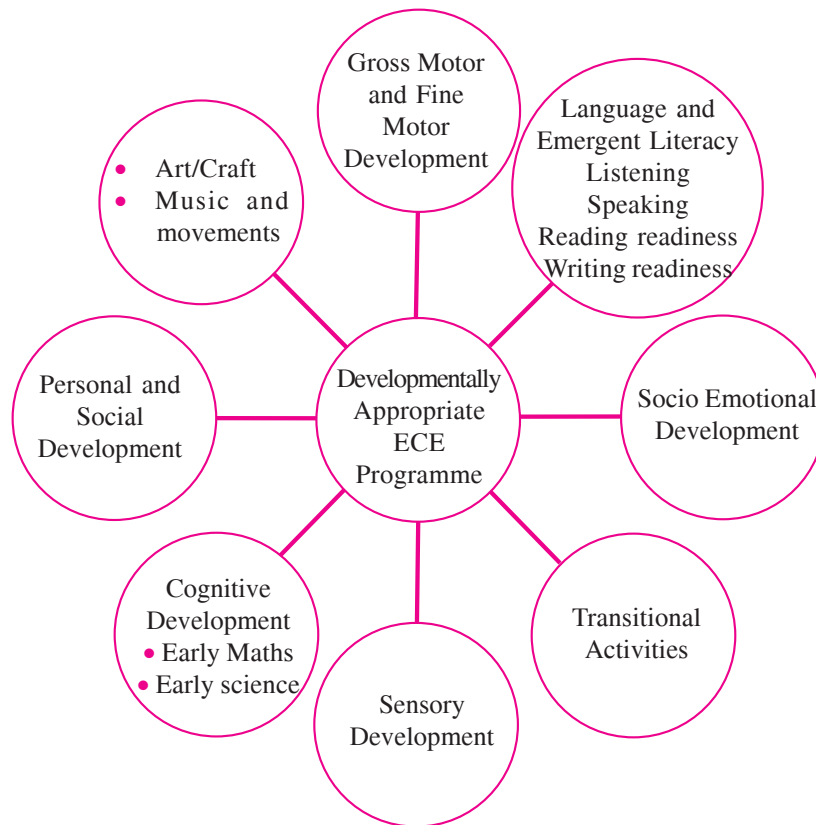 Gross Motor
and Fine
Motor
Development
Language and
Emergent Literacy
Listening
Speaking
Reading readiness
Writing readiness
• Art/Craft
• Music and
movements
Developmentally
Appropriate
ECE
Programme
Personal and
Social
Development
Socio Emotional
Development
Cognitive
Development
• Early Maths
• Early science
Transitional
Activities
Sensory
Development